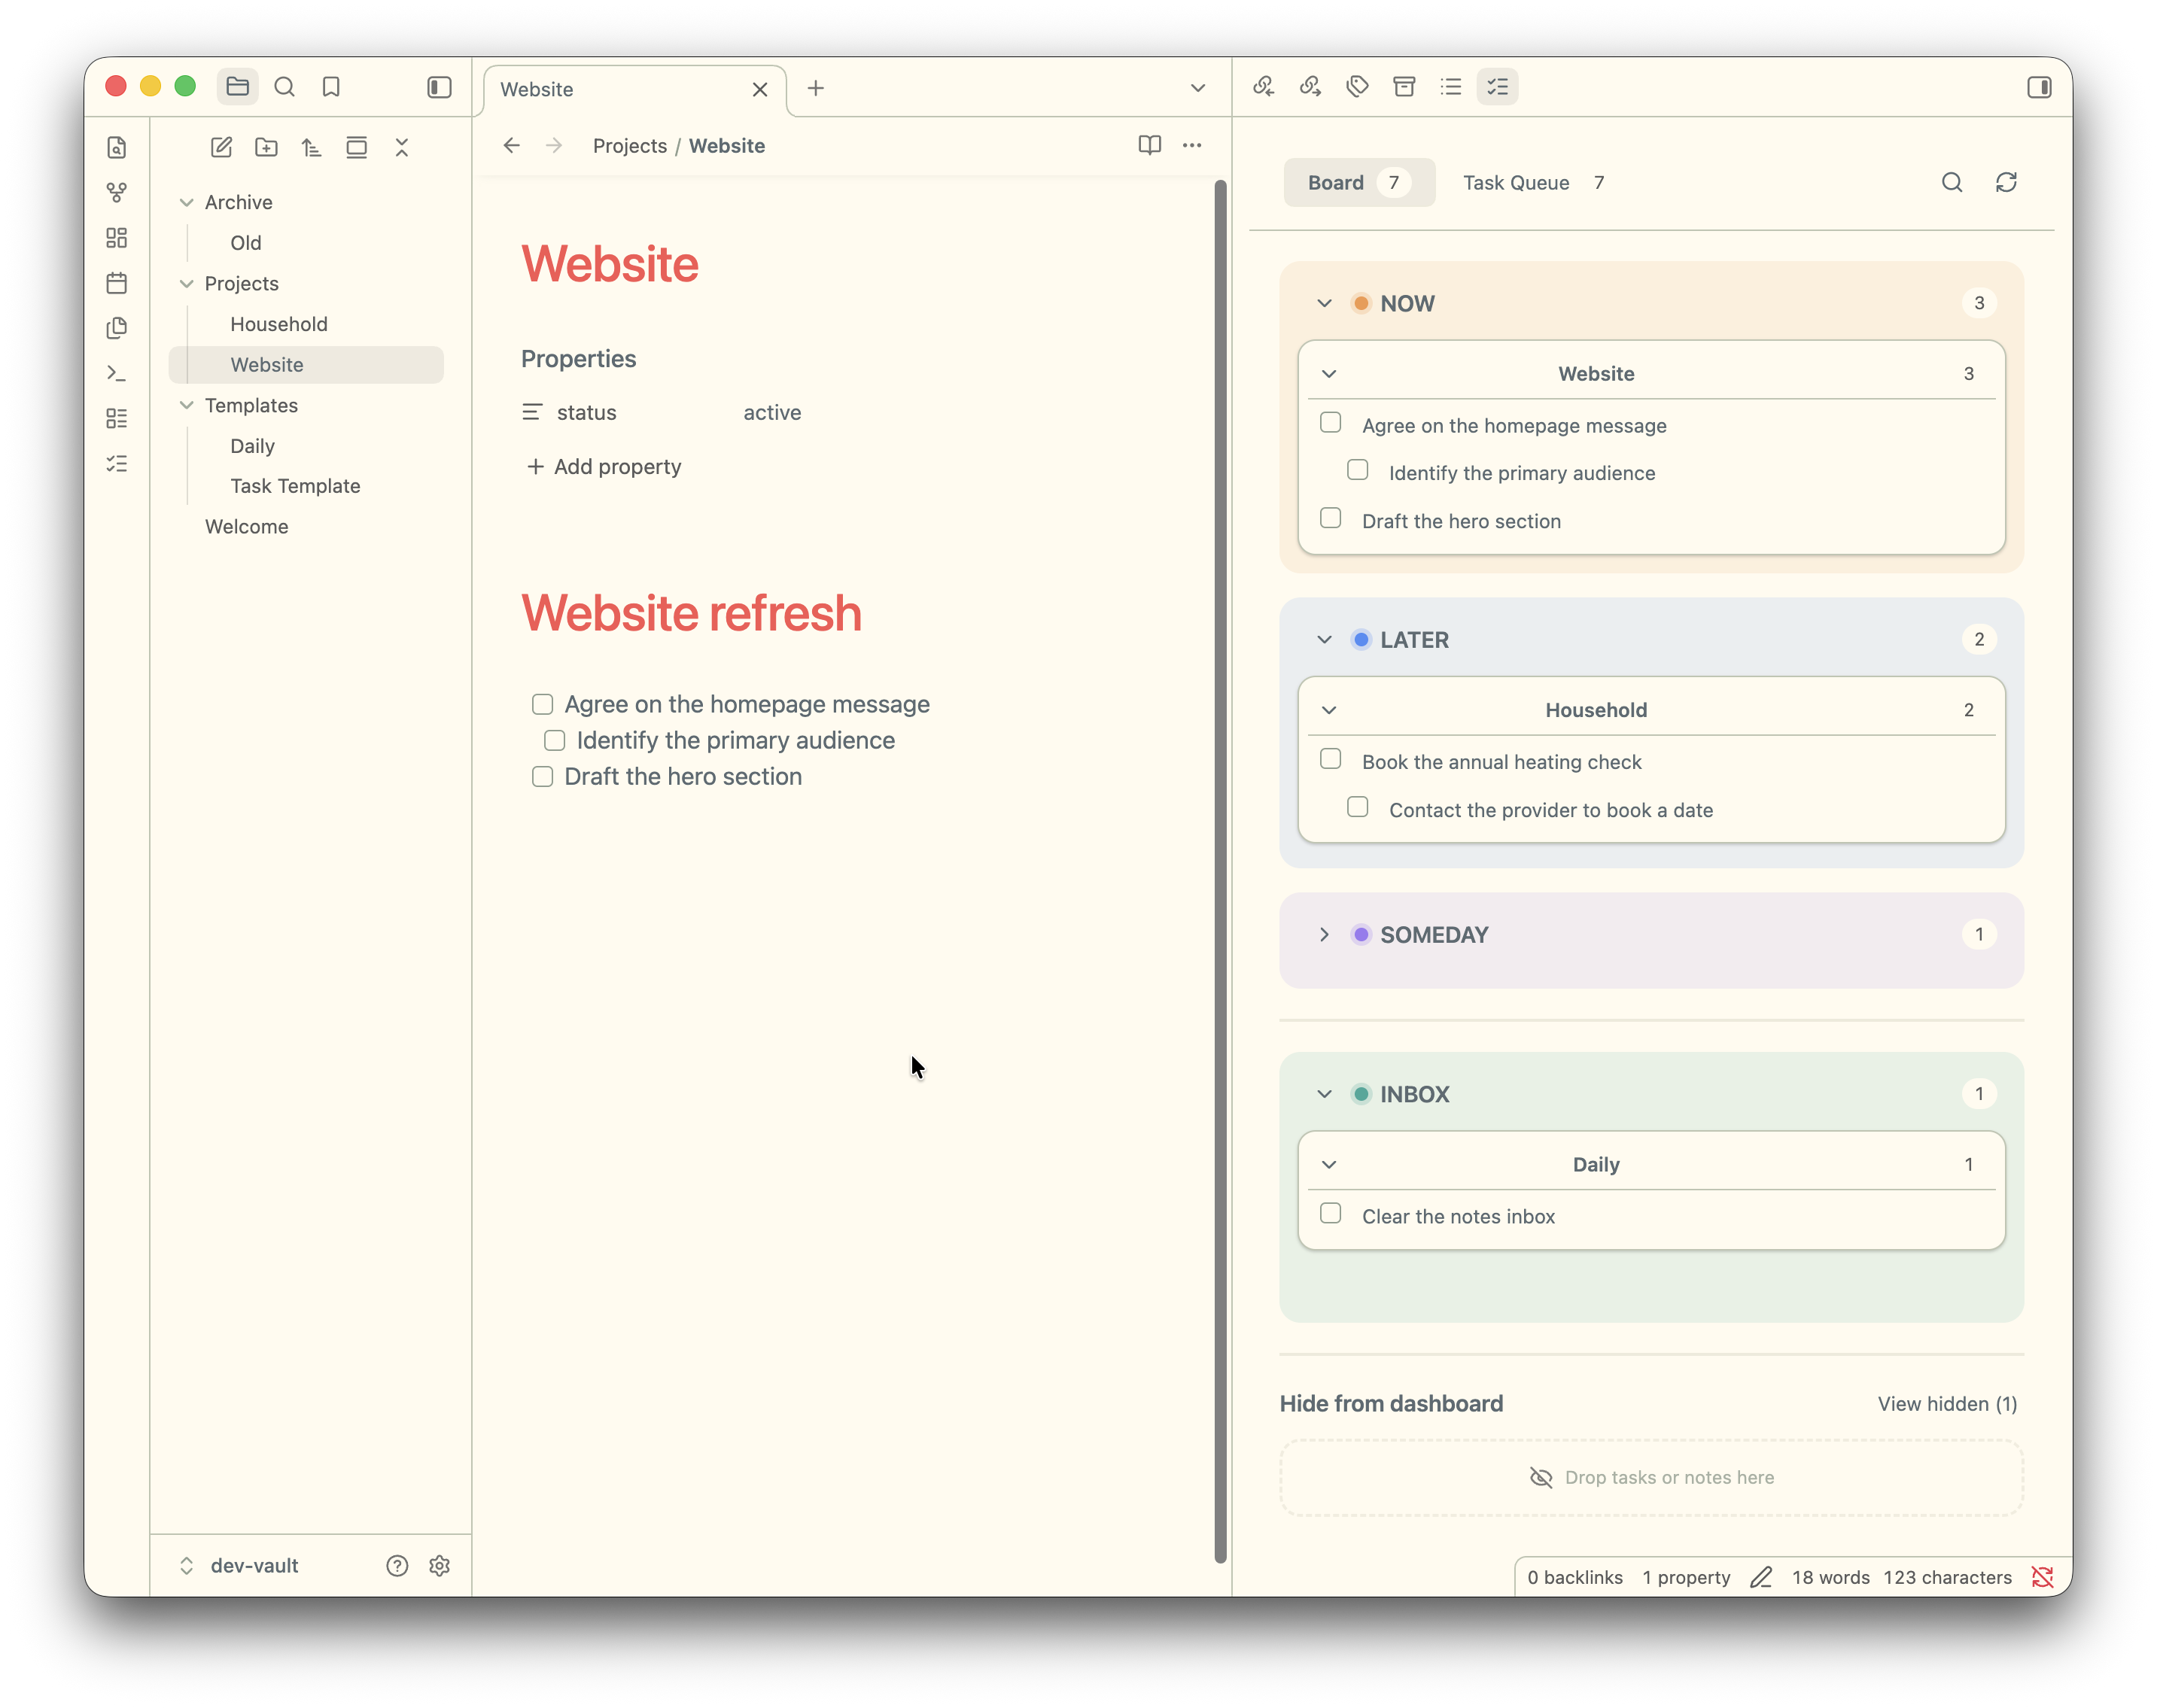 Website
Projects / Website
Archive
Old
Projects
Household
Website
Templates
Daily
Task Template
Welcome
dev-vault
Website
Properties
status active
Add property
Website refresh
Agree on the homepage message
Identify the primary audience
Draft the hero section
Board 7 Task Queue 7
NOW 3
Website 3
Agree on the homepage message
Identify the primary audience
Draft the hero section
LATER 2
Household 2
Book the annual heating check
Contact the provider to book a date
SOMEDAY 1
INBOX 1
Daily 1
Clear the notes inbox
Hide from dashboard View hidden (1)
Drop tasks or notes here
0 backlinks 1 property 18 words 123 characters